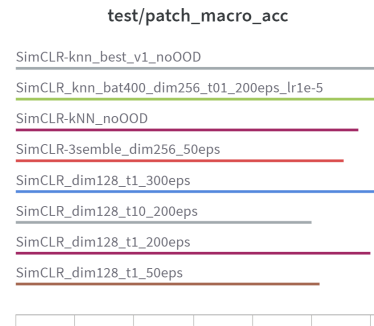 test/patch_macro_acc
SimCLR-knn_best_v1_noOOD
SimCLR_knn_bat400_dim256_t01_200eps_lr1e-5
SimCLR-kNN_noOOD
SimCLR-3semble_dim256_50eps
SimCLR_dim128_t1_300eps
SimCLR_dim128_t10_200eps
SimCLR_dim128_t1_200eps
SimCLR_dim128_t1_50eps